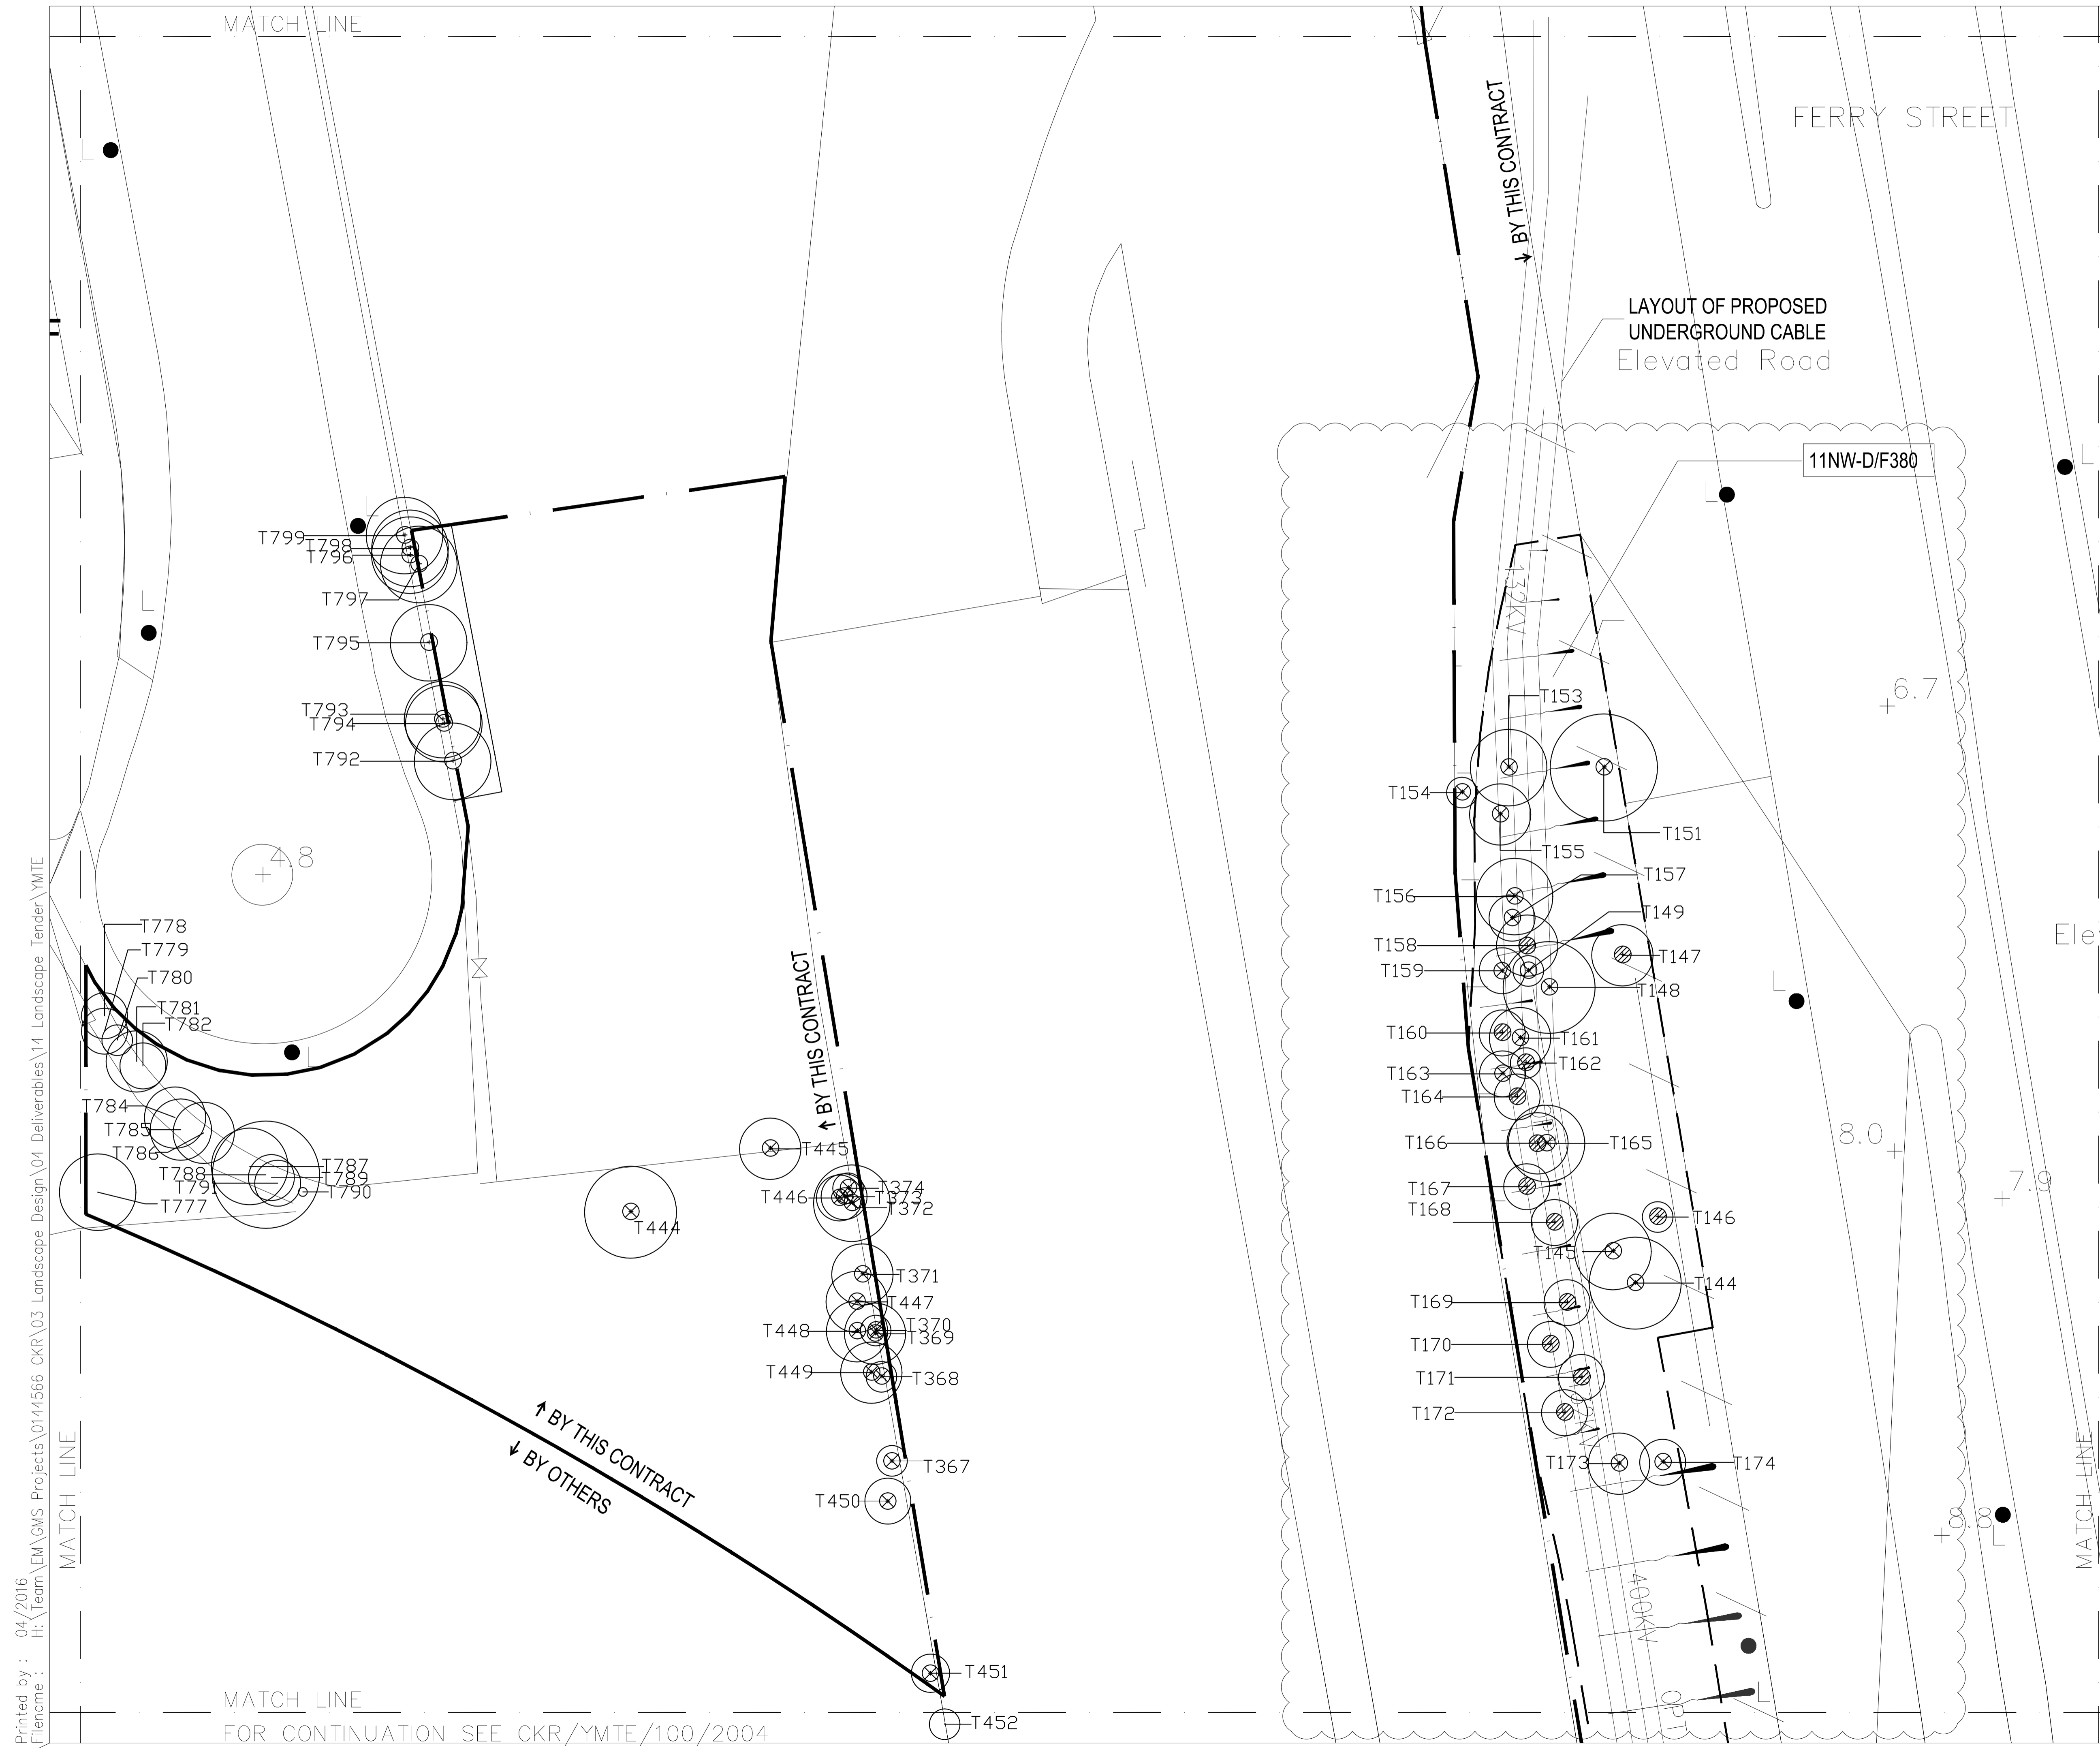 MATCH LINE
FERRY STREET
↓ BY THIS CONTRACT
LAYOUT OF PROPOSED
UNDERGROUND CABLE
Elevated Road
11NW-D/F380
L
L
L
L
L
L
L
L
L
L
132KV
T799
T798
T796
T797
T795
T793
T794
T792
6.7
T153
T154
T151
T155
T157
T156
T149
T158
T147
T159
T148
4.8
T778
T779
T780
T781
T782
T784
T785
T786
T787
T788
T789
T791
T790
T777
↑ BY THIS CONTRACT
T160
T161
T162
T163
T164
T166
T165
T167
T168
T146
T145
T144
T169
T170
T171
T172
T173
T174
8.0
7.9
8.8
T445
T444
T446
T374
T373
T372
T371
T447
T448
T370
T369
T449
T368
T367
T450
T451
T452
↑ BY THIS CONTRACT
↓ BY OTHERS
400KV
OPT
Ele
MATCH LINE
MATCH LINE
MATCH LINE
FOR CONTINUATION SEE CKR/YMTE/100/2004
Printed by : 04/2016
Filename : H:\Team\EM\GMS Projects\0144566 CKR\03 Landscape Design\04 Deliverables\14 Landscape Tender\YMTE